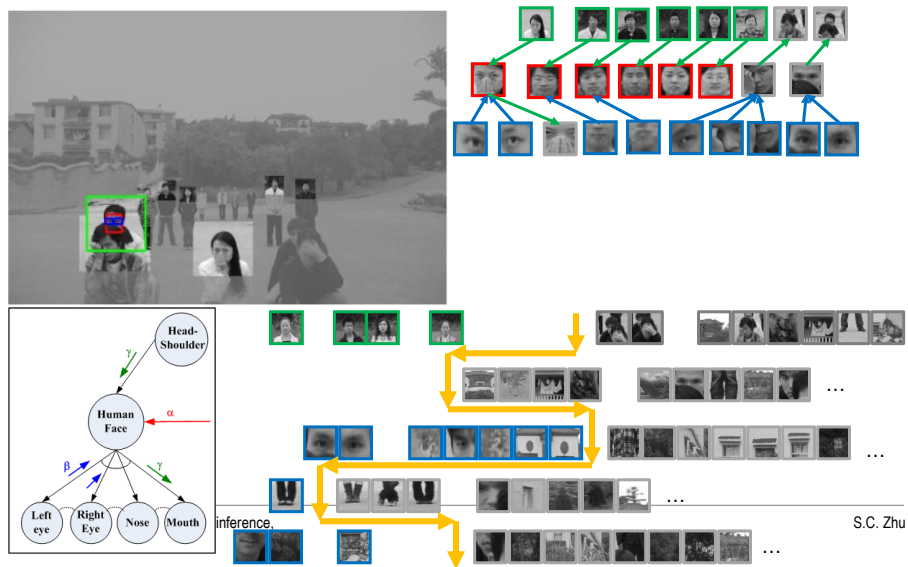 Head-
Shoulder
γ
Human
Face
α
β
γ
Left
eye
Right
Eye
Nose
Mouth
...
...
...
...
inference,
S.C. Zhu